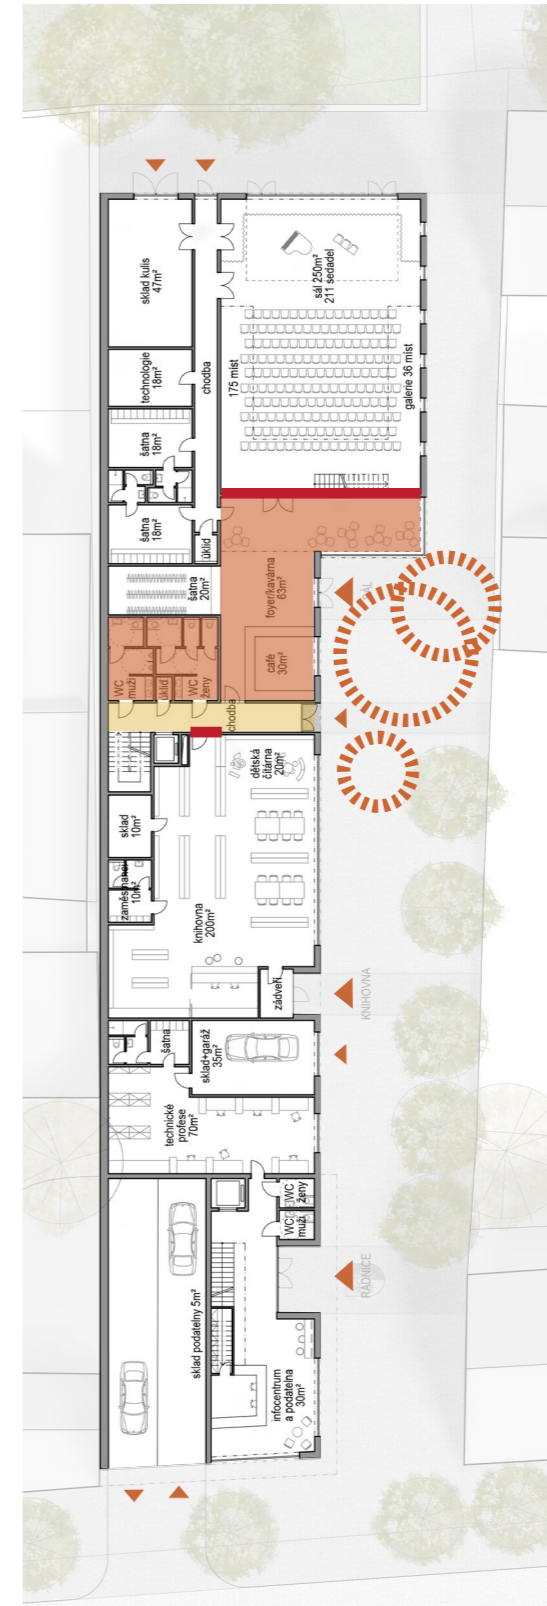 sklad kulis
47m²
technologie
18m²
šatna
18m²
šatna
18m²
úklid
šatna
20m²
chodba
sál 250m²
211 sedadel
175 míst
galerie 36 míst
foyer/kavárna
63m²
café
30m²
SÁL
WC
muži
úklid
WC
ženy
chodba
dětská
čítárna
20m²
sklad
10m²
zaměstnanci
10m²
knihovna
200m²
zádveří
KNIHOVNA
šatna
sklad+garáž
35m²
technické
profese
70m²
WC
ženy
WC
muži
RADNICE
sklad podatelny 5m²
infocentrum
a podatelna
30m²